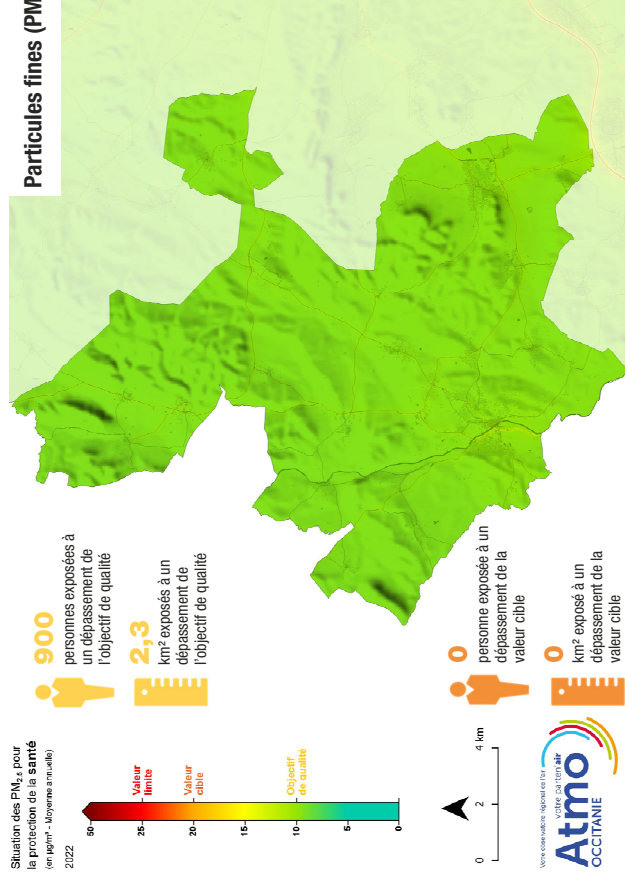 Particules fines (PM
Situation des PM2.5 pour
la protection de la santé
(en µg/m³ - Moyenne annuelle)
2022
50
25
20
15
10
5
0
Valeur
limite
Valeur
cible
Objectif
de qualité
900
personnes exposées à
un dépassement de
l'objectif de qualité
2,3
km² exposés à un
dépassement de
l'objectif de qualité
0
personne exposée à un
dépassement de la
valeur cible
0
km² exposé à un
dépassement de la
valeur cible
0 2 4 km
Votre observatoire régional de l'air
Atmo
votre parten'air
OCCITANIE